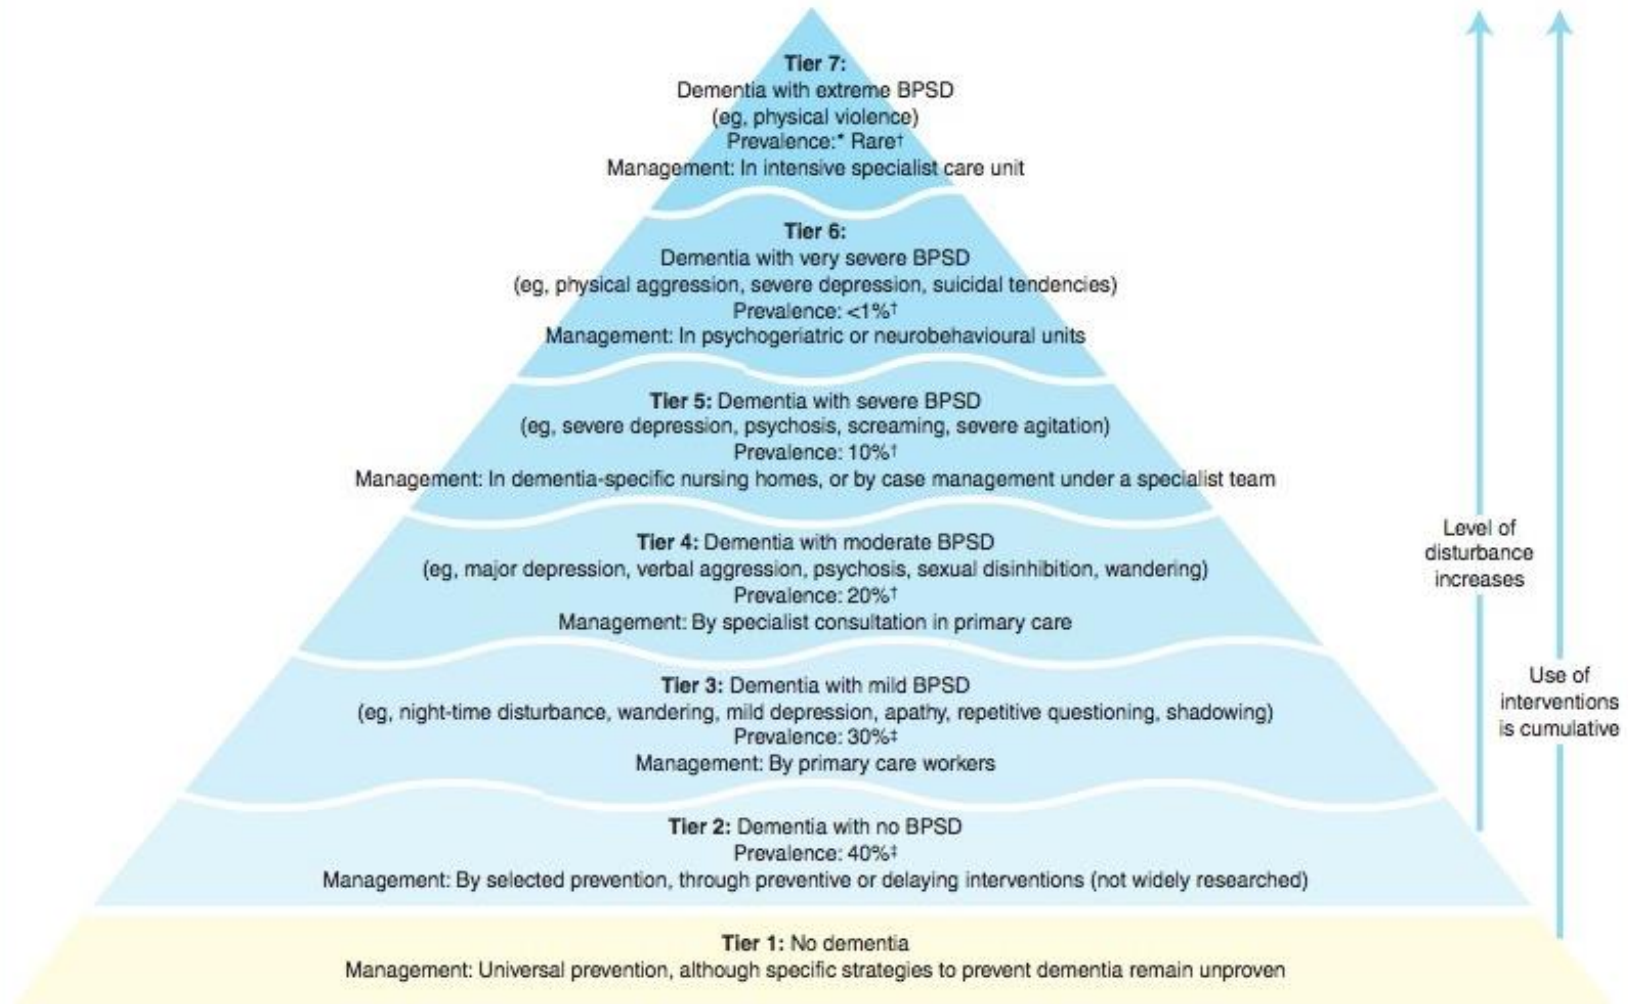 Tier 7:
Dementia with extreme BPSD
(eg, physical violence)
Prevalence:* Rare†
Management: In intensive specialist care unit
Tier 6:
Dementia with very severe BPSD
(eg, physical aggression, severe depression, suicidal tendencies)
Prevalence: <1%†
Management: In psychogeriatric or neurobehavioural units
Tier 5: Dementia with severe BPSD
(eg, severe depression, psychosis, screaming, severe agitation)
Prevalence: 10%†
Management: In dementia-specific nursing homes, or by case management under a specialist team
Tier 4: Dementia with moderate BPSD
(eg, major depression, verbal aggression, psychosis, sexual disinhibition, wandering)
Prevalence: 20%†
Management: By specialist consultation in primary care
Tier 3: Dementia with mild BPSD
(eg, night-time disturbance, wandering, mild depression, apathy, repetitive questioning, shadowing)
Prevalence: 30%‡
Management: By primary care workers
Tier 2: Dementia with no BPSD
Prevalence: 40%‡
Management: By selected prevention, through preventive or delaying interventions (not widely researched)
Tier 1: No dementia
Management: Universal prevention, although specific strategies to prevent dementia remain unproven
Level of
disturbance
increases
Use of
interventions
is cumulative